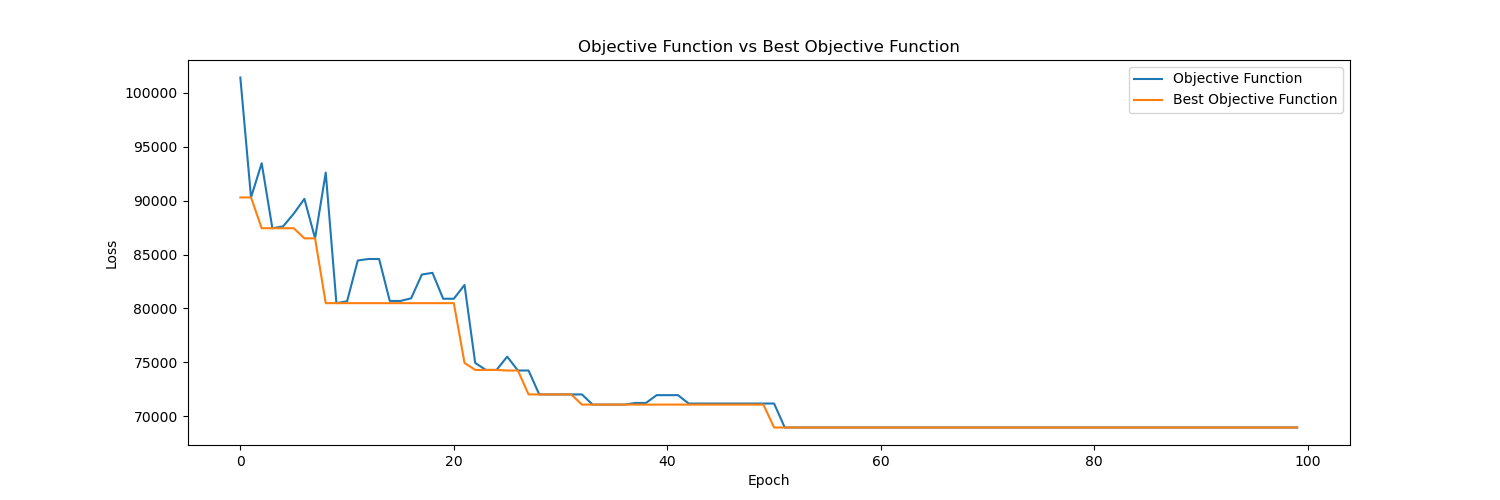 Objective Function vs Best Objective Function
Objective Function
Best Objective Function
100000
95000
90000
85000
80000
75000
70000
Loss
0 20 40 60 80 100
Epoch